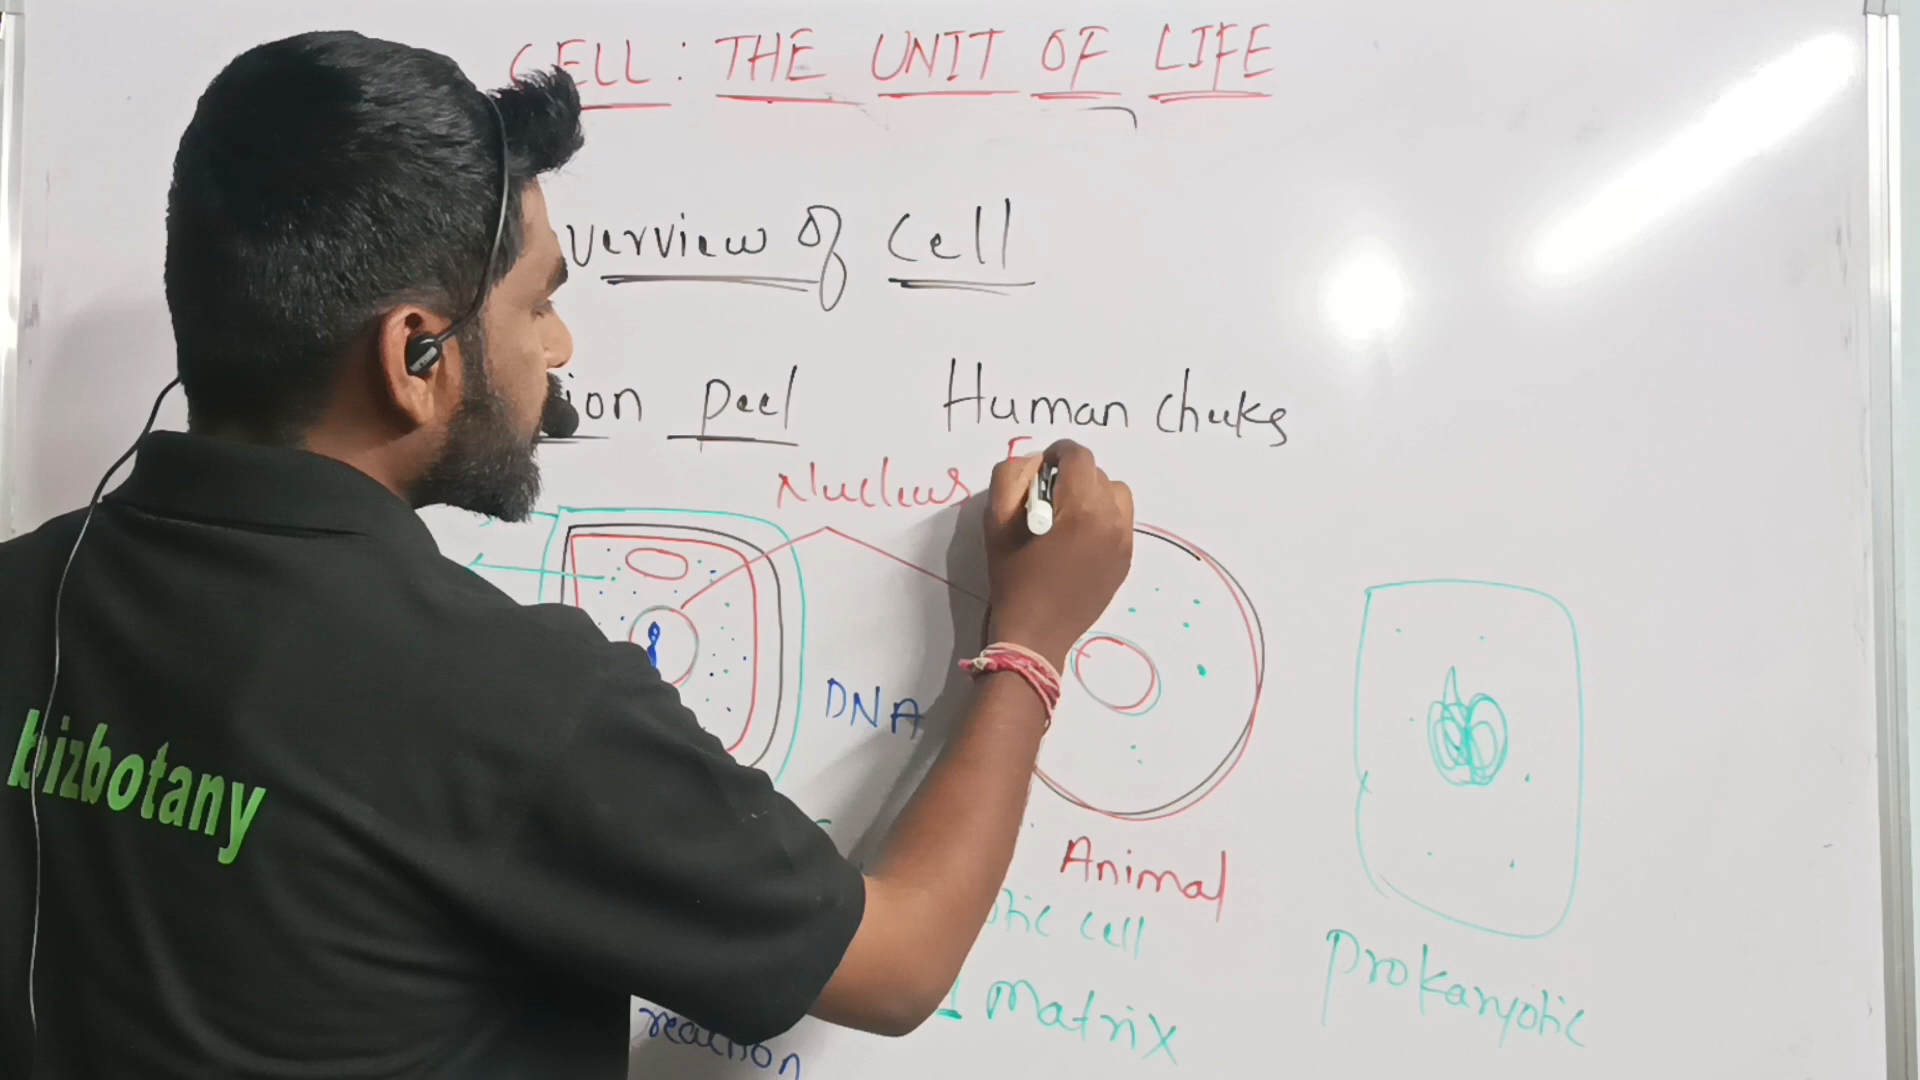 CELL : THE UNIT OF LIFE
verview of Cell
ion peel
Human cheeks
Nucleus
DNA
bizbotany
Animal
otic cell
Prokaryotic
Matrix
reaction